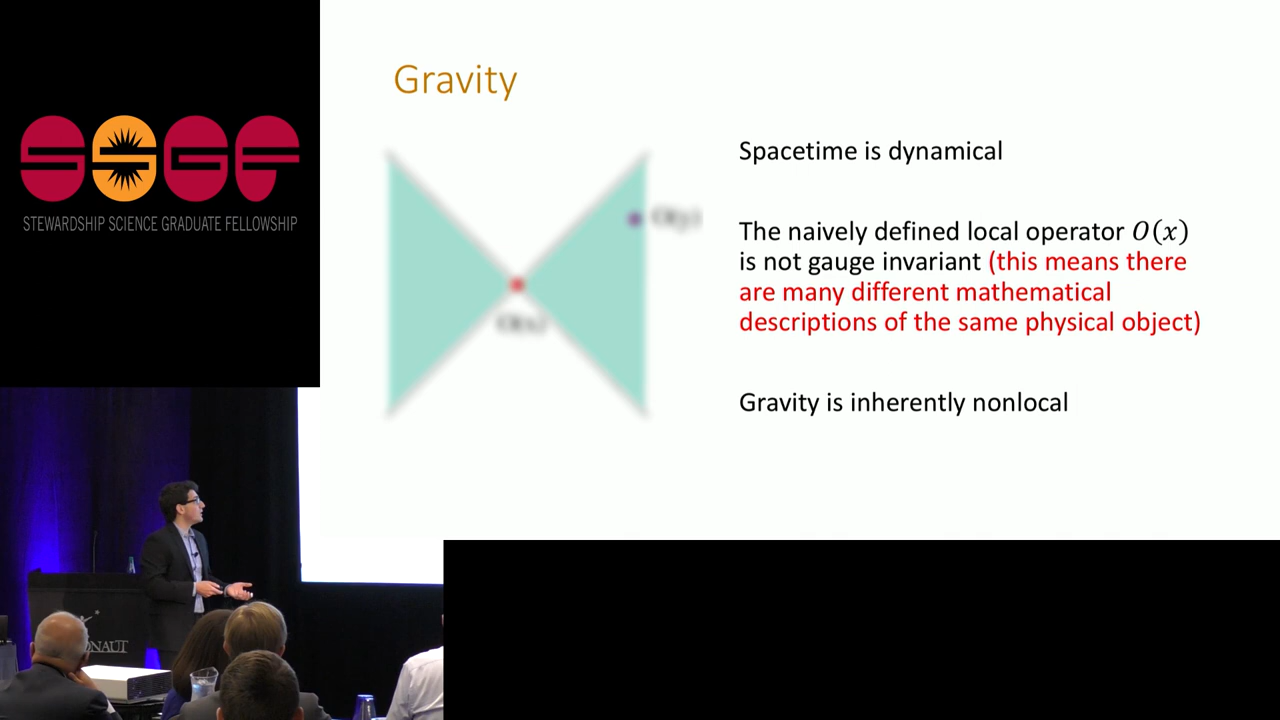 Gravity
SSGF
STEWARDSHIP SCIENCE GRADUATE FELLOWSHIP
Spacetime is dynamical
O(y)
The naively defined local operator O(x)
is not gauge invariant (this means there
are many different mathematical
descriptions of the same physical object)
O(x)
Gravity is inherently nonlocal